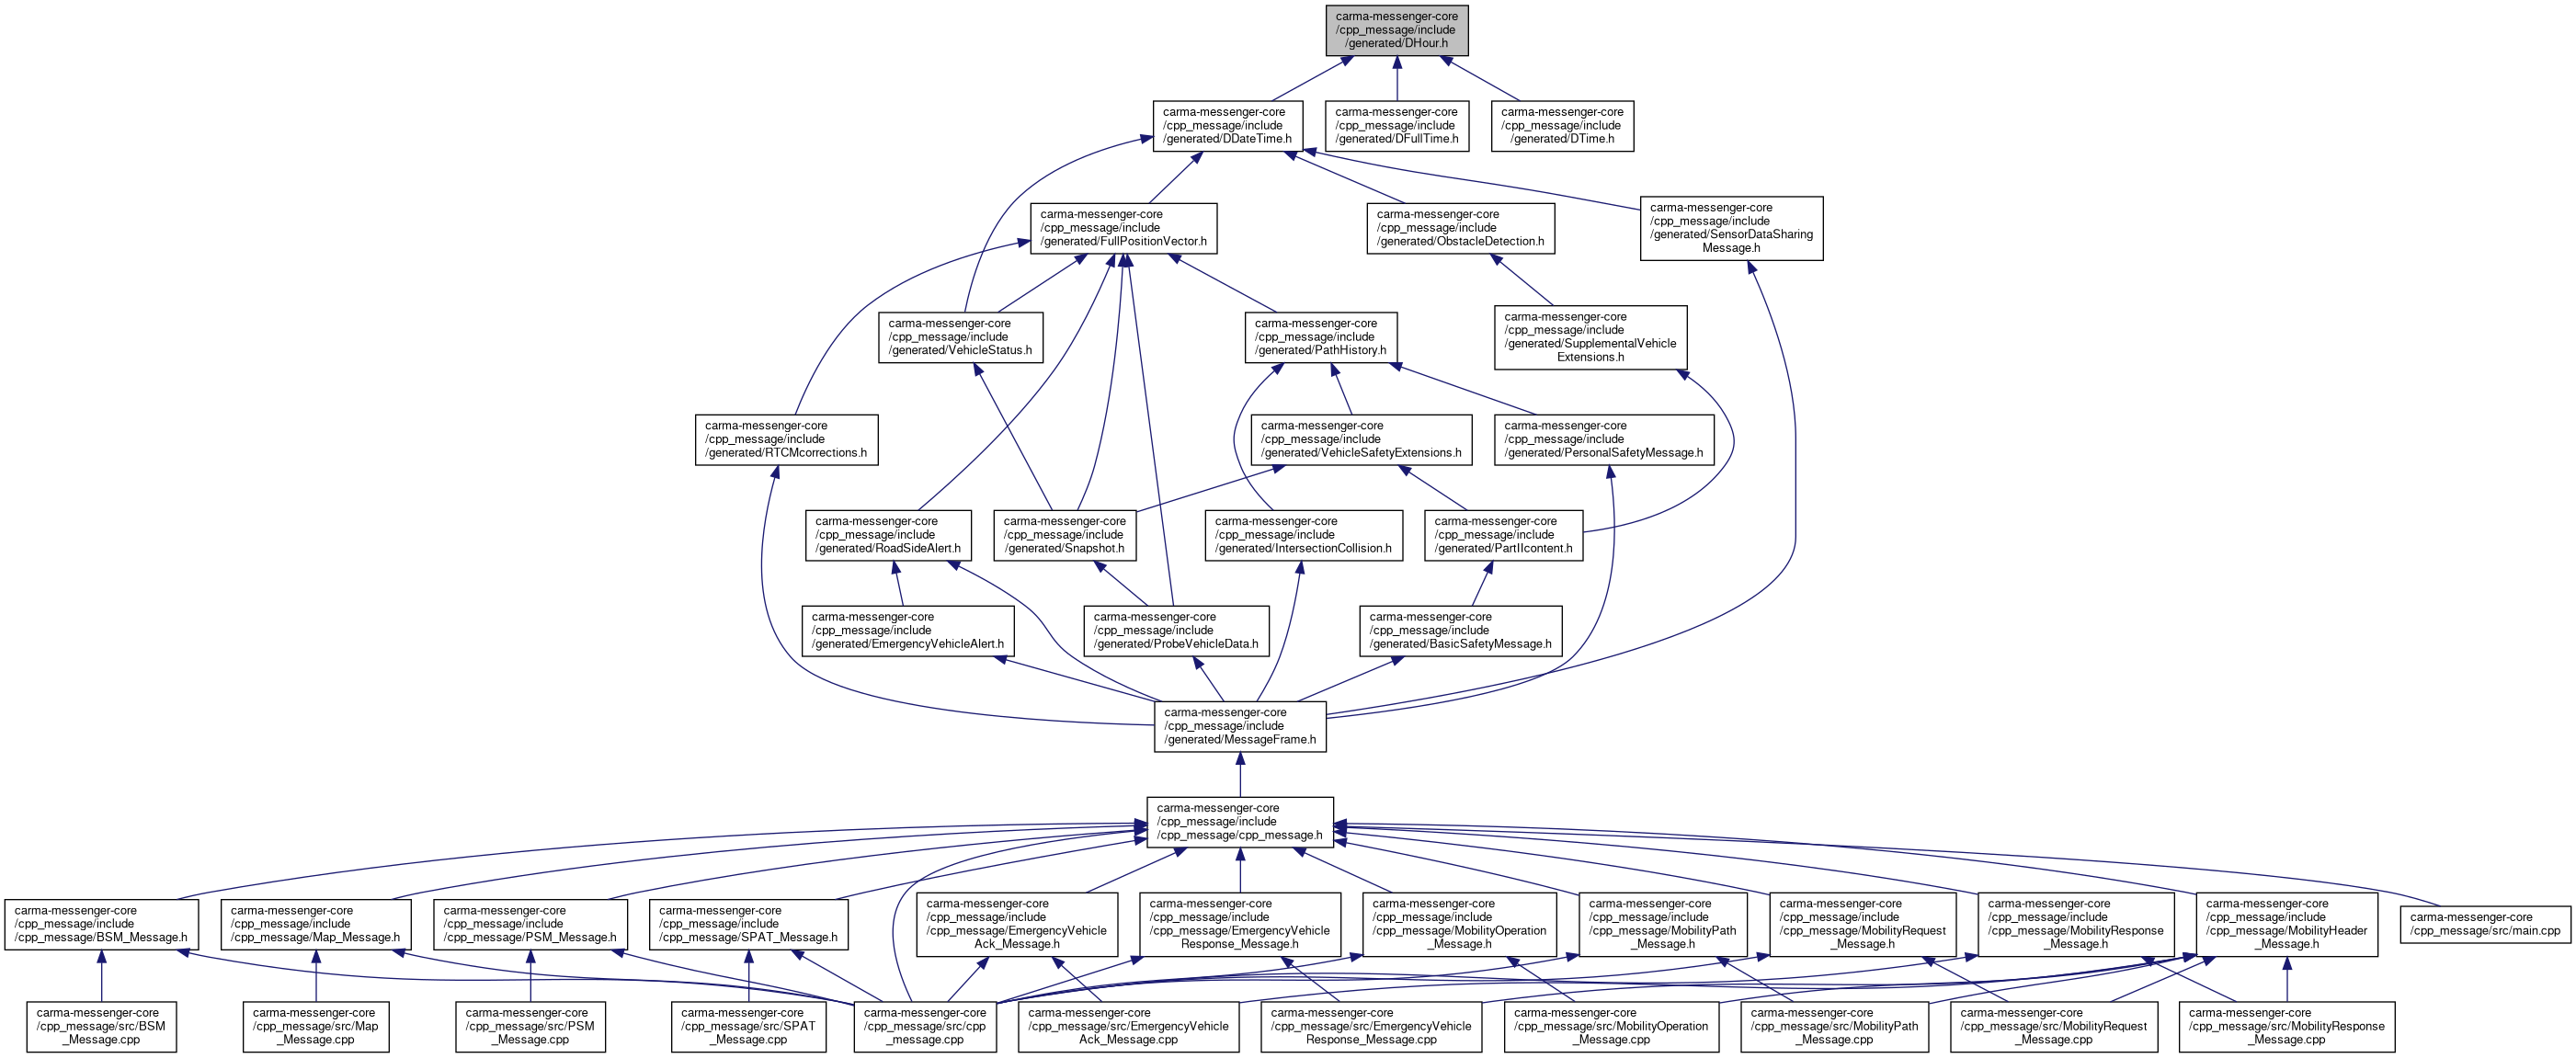 carma-messenger-core
/cpp_message/include
/generated/DHour.h
carma-messenger-core
/cpp_message/include
/generated/DDateTime.h
carma-messenger-core
/cpp_message/include
/generated/DFullTime.h
carma-messenger-core
/cpp_message/include
/generated/DTime.h
carma-messenger-core
/cpp_message/include
/generated/FullPositionVector.h
carma-messenger-core
/cpp_message/include
/generated/ObstacleDetection.h
carma-messenger-core
/cpp_message/include
/generated/SensorDataSharing
Message.h
carma-messenger-core
/cpp_message/include
/generated/VehicleStatus.h
carma-messenger-core
/cpp_message/include
/generated/PathHistory.h
carma-messenger-core
/cpp_message/include
/generated/SupplementalVehicle
Extensions.h
carma-messenger-core
/cpp_message/include
/generated/RTCMcorrections.h
carma-messenger-core
/cpp_message/include
/generated/VehicleSafetyExtensions.h
carma-messenger-core
/cpp_message/include
/generated/PersonalSafetyMessage.h
carma-messenger-core
/cpp_message/include
/generated/RoadSideAlert.h
carma-messenger-core
/cpp_message/include
/generated/Snapshot.h
carma-messenger-core
/cpp_message/include
/generated/IntersectionCollision.h
carma-messenger-core
/cpp_message/include
/generated/PartIIcontent.h
carma-messenger-core
/cpp_message/include
/generated/EmergencyVehicleAlert.h
carma-messenger-core
/cpp_message/include
/generated/ProbeVehicleData.h
carma-messenger-core
/cpp_message/include
/generated/BasicSafetyMessage.h
carma-messenger-core
/cpp_message/include
/generated/MessageFrame.h
carma-messenger-core
/cpp_message/include
/cpp_message/cpp_message.h
carma-messenger-core
/cpp_message/include
/cpp_message/BSM_Message.h
carma-messenger-core
/cpp_message/include
/cpp_message/Map_Message.h
carma-messenger-core
/cpp_message/include
/cpp_message/PSM_Message.h
carma-messenger-core
/cpp_message/include
/cpp_message/SPAT_Message.h
carma-messenger-core
/cpp_message/include
/cpp_message/EmergencyVehicle
Ack_Message.h
carma-messenger-core
/cpp_message/include
/cpp_message/EmergencyVehicle
Response_Message.h
carma-messenger-core
/cpp_message/include
/cpp_message/MobilityOperation
_Message.h
carma-messenger-core
/cpp_message/include
/cpp_message/MobilityPath
_Message.h
carma-messenger-core
/cpp_message/include
/cpp_message/MobilityRequest
_Message.h
carma-messenger-core
/cpp_message/include
/cpp_message/MobilityResponse
_Message.h
carma-messenger-core
/cpp_message/include
/cpp_message/MobilityHeader
_Message.h
carma-messenger-core
/cpp_message/src/main.cpp
carma-messenger-core
/cpp_message/src/BSM
_Message.cpp
carma-messenger-core
/cpp_message/src/Map
_Message.cpp
carma-messenger-core
/cpp_message/src/PSM
_Message.cpp
carma-messenger-core
/cpp_message/src/SPAT
_Message.cpp
carma-messenger-core
/cpp_message/src/cpp
_message.cpp
carma-messenger-core
/cpp_message/src/EmergencyVehicle
Ack_Message.cpp
carma-messenger-core
/cpp_message/src/EmergencyVehicle
Response_Message.cpp
carma-messenger-core
/cpp_message/src/MobilityOperation
_Message.cpp
carma-messenger-core
/cpp_message/src/MobilityPath
_Message.cpp
carma-messenger-core
/cpp_message/src/MobilityRequest
_Message.cpp
carma-messenger-core
/cpp_message/src/MobilityResponse
_Message.cpp